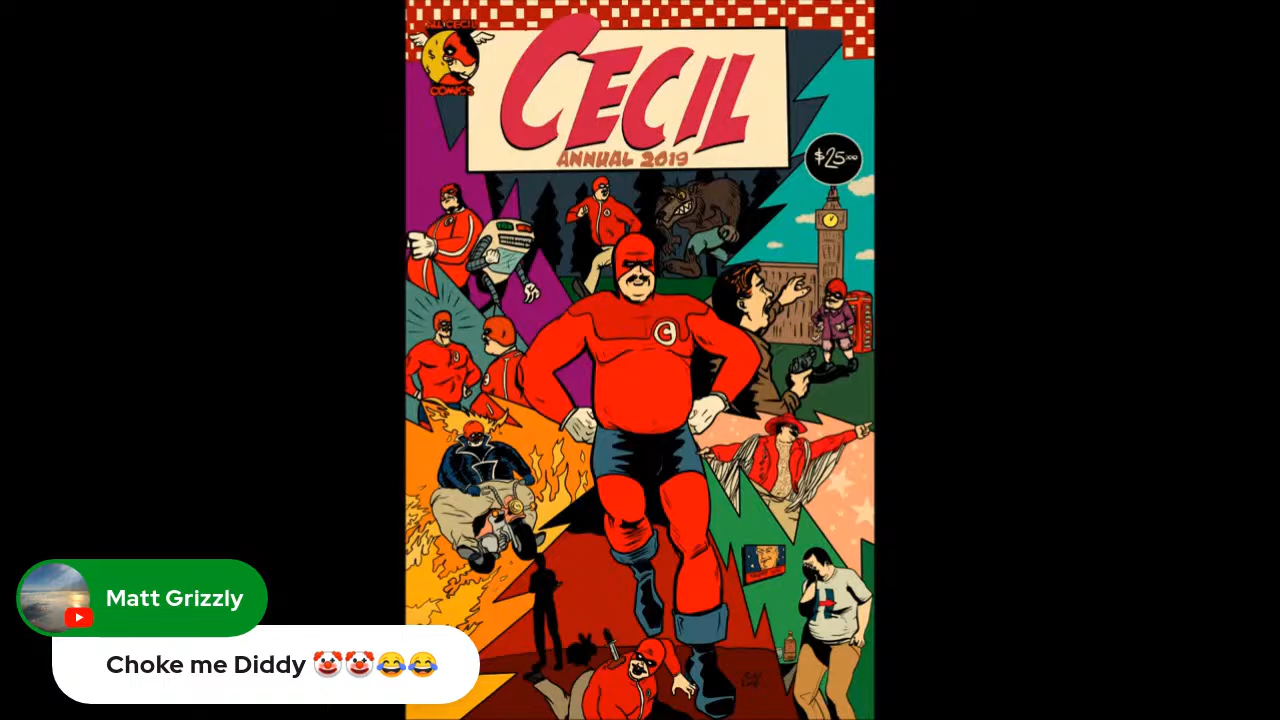 CECIL
COMICS
CECIL
ANNUAL 2019
$25.00
C
Matt Grizzly
Choke me Diddy 🤡🤡😂😂